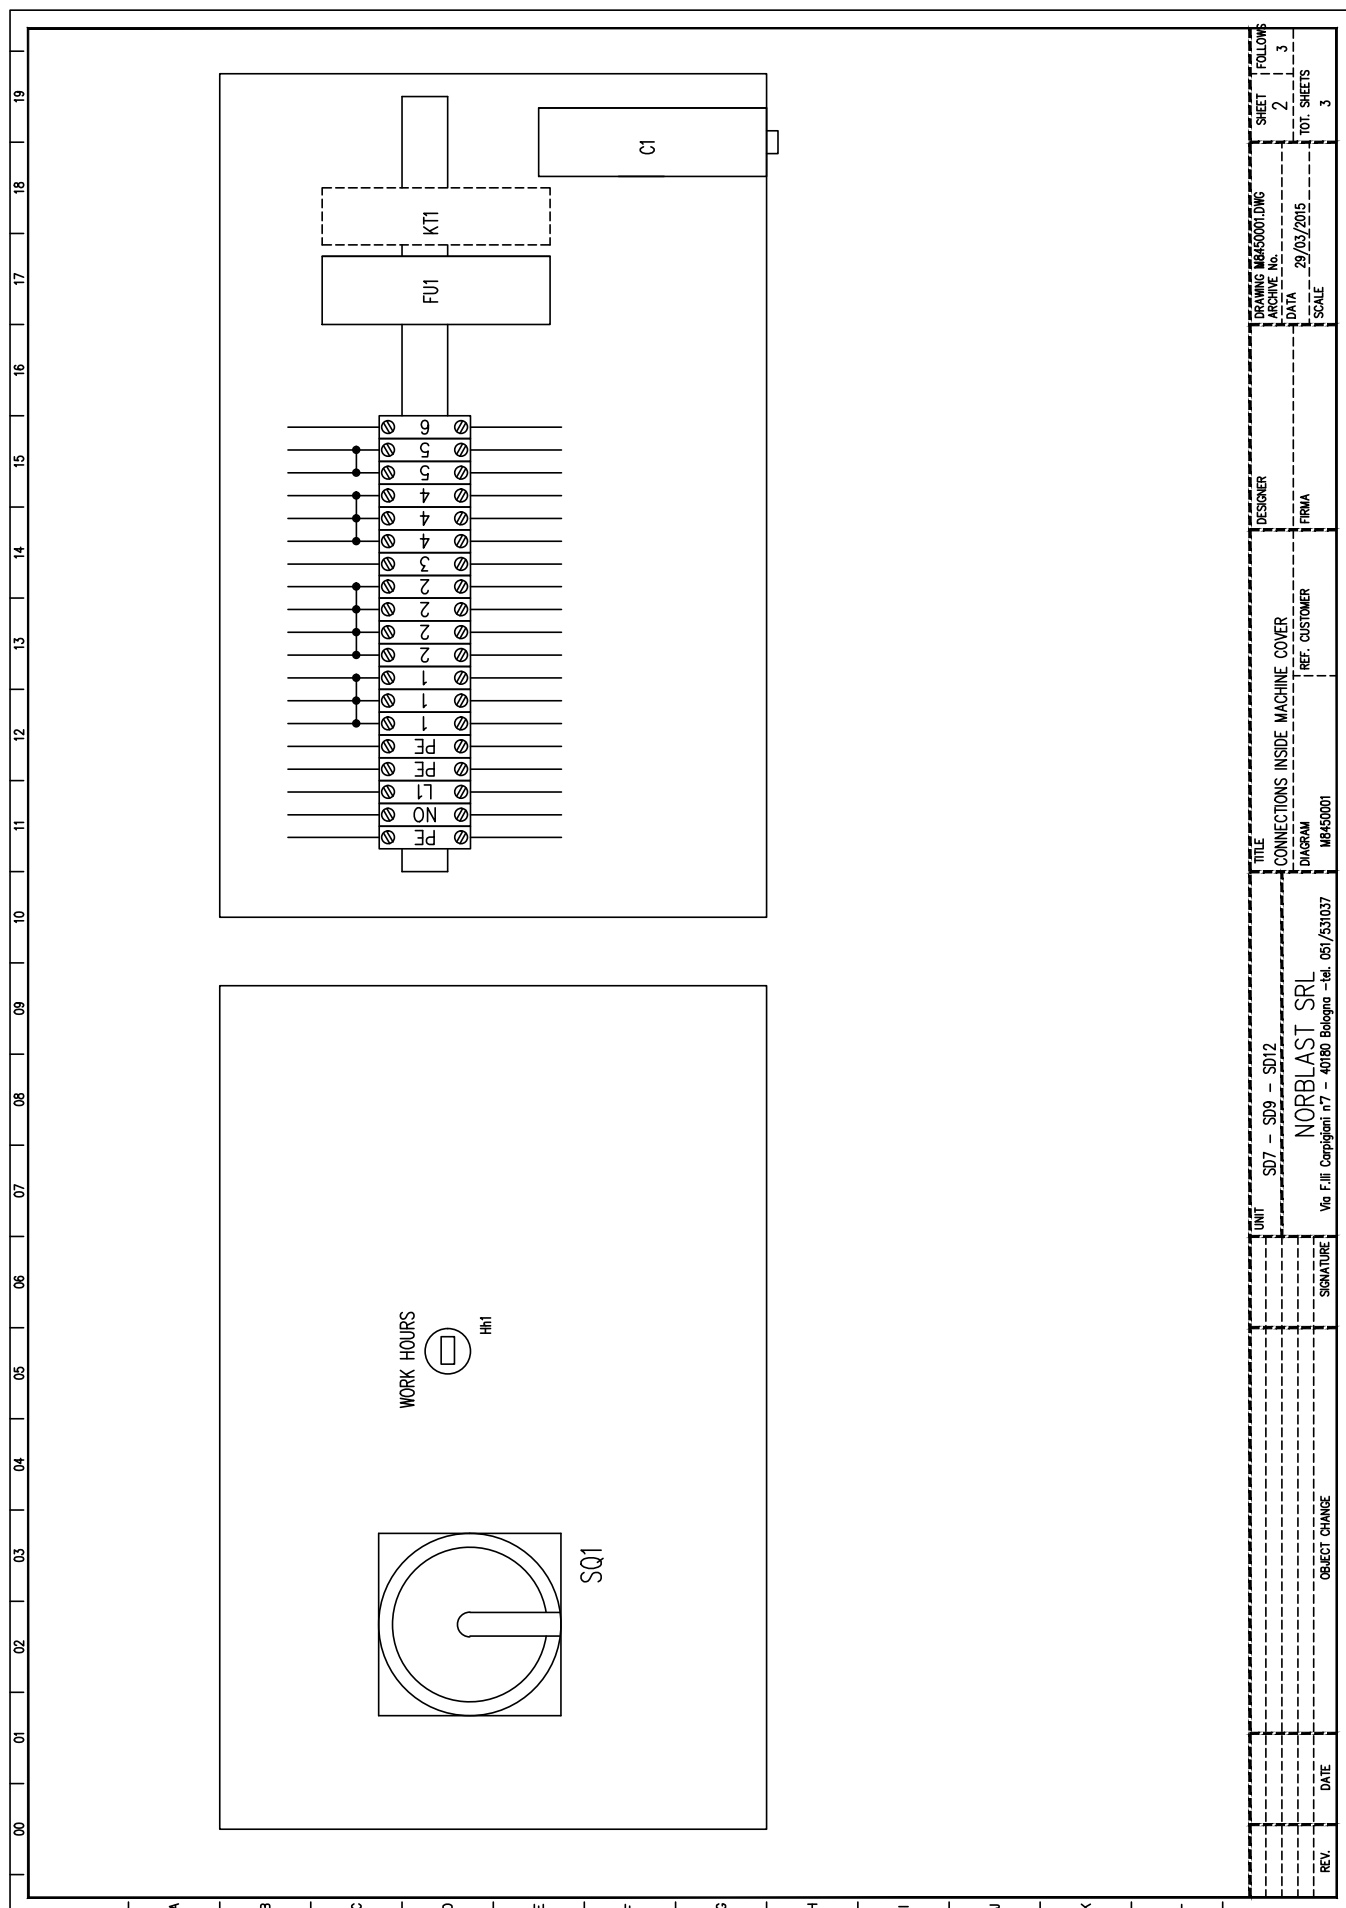 00 01 02 03 04 05 06 07 08 09 10 11 12 13 14 15 16 17 18 19
A
B
C
D
E
F
G
H
I
J
K
WORK HOURS
Hh1
SQ1
PE NO L1 PE PE 1 1 1 2 2 2 2 3 4 4 4 5 5 6
FU1
KT1
C1
REV.
DATE
OBJECT CHANGE
SIGNATURE
UNIT
SD7 - SD9 - SD12
NORBLAST SRL
Via F.lli Carpigiani n°7 - 40180 Bologna -tel. 051/531037
TITLE
CONNECTIONS INSIDE MACHINE COVER
DIAGRAM
M8450001
REF. CUSTOMER
DESIGNER
FIRMA
DRAWING M8450001.DWG
ARCHIVE No.
DATA 29/03/2015
SCALE
SHEET
2
FOLLOWS
3
TOT. SHEETS
3